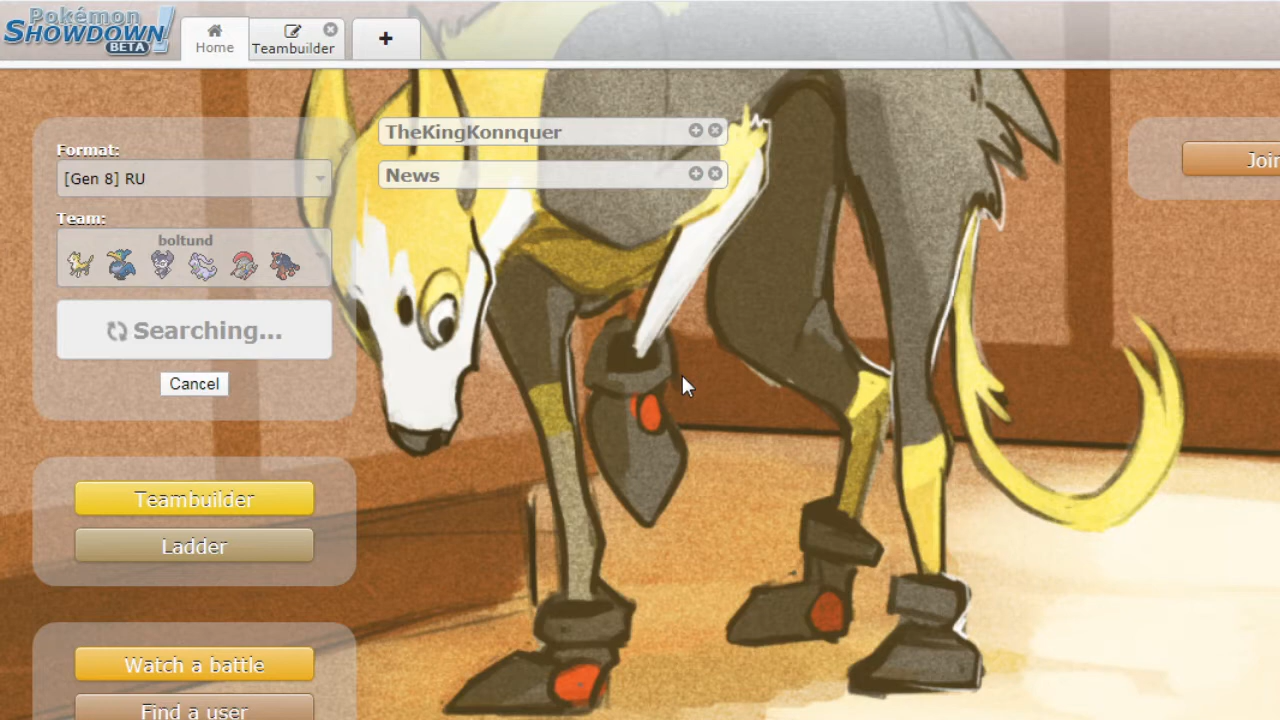 Pokémon
SHOWDOWN!
BETA
Home
Teambuilder
+
Format:
[Gen 8] RU
Team:
boltund
Searching...
Cancel
Teambuilder
Ladder
Watch a battle
Find a user
TheKingKonnquer
News
Join